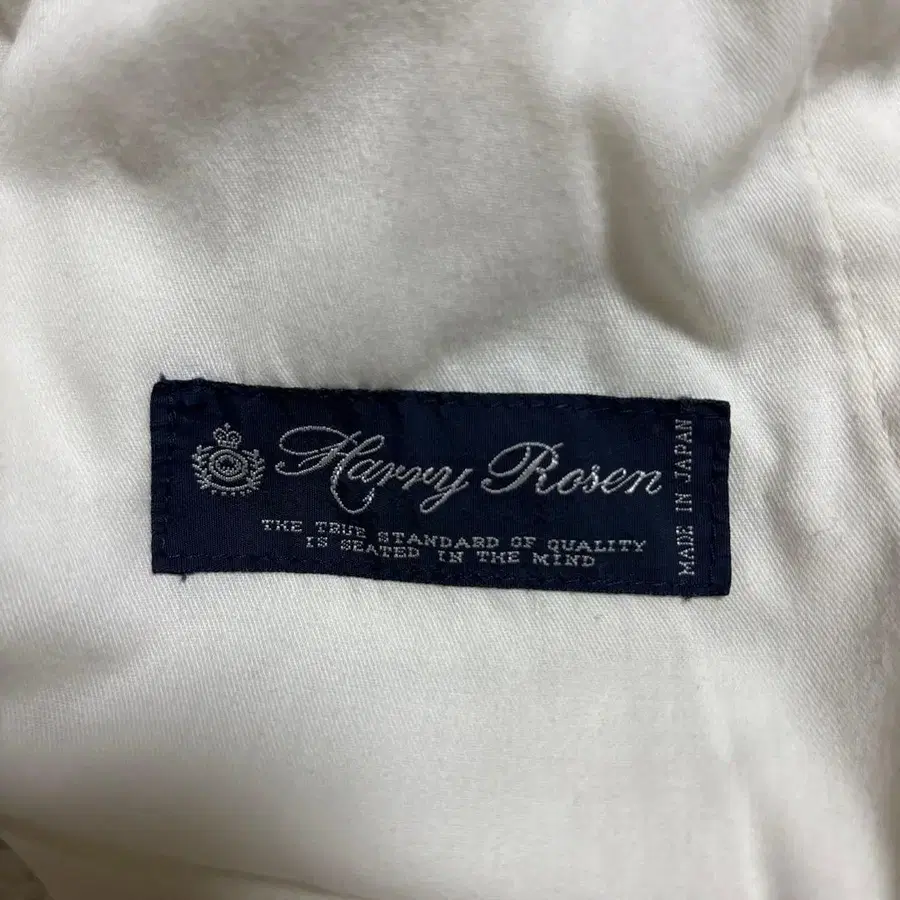 Harry Rosen
THE TRUE STANDARD OF QUALITY
IS SEATED IN THE MIND
MADE IN JAPAN